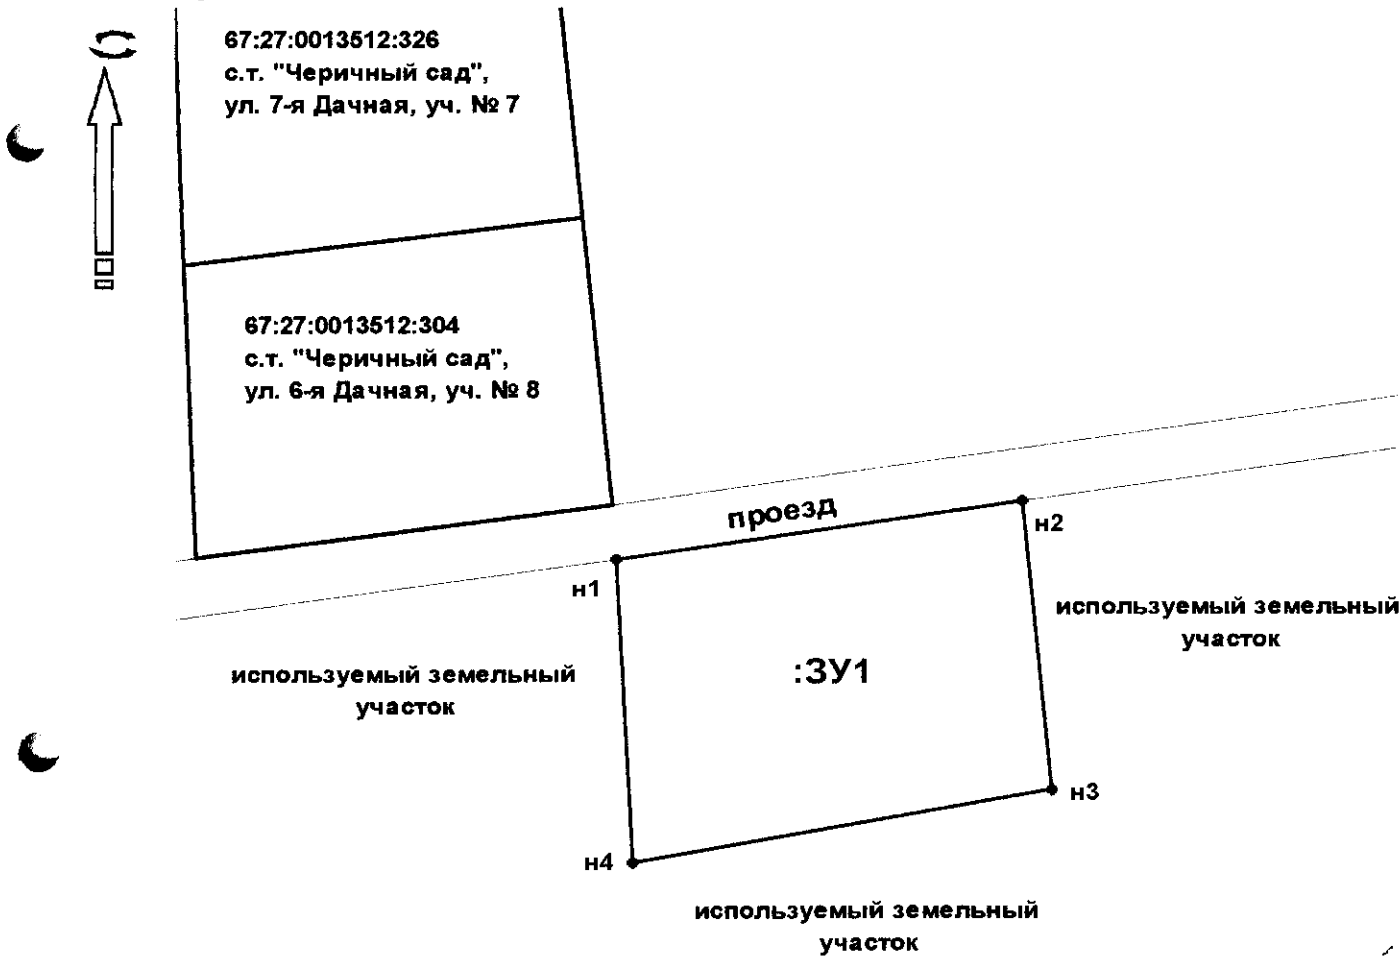 67:27:0013512:326
с.т. "Черичный сад",
ул. 7-я Дачная, уч. № 7
67:27:0013512:304
с.т. "Черичный сад",
ул. 6-я Дачная, уч. № 8
проезд
н2
н1
используемый земельный
участок
:ЗУ1
используемый земельный
участок
н3
н4
используемый земельный
участок